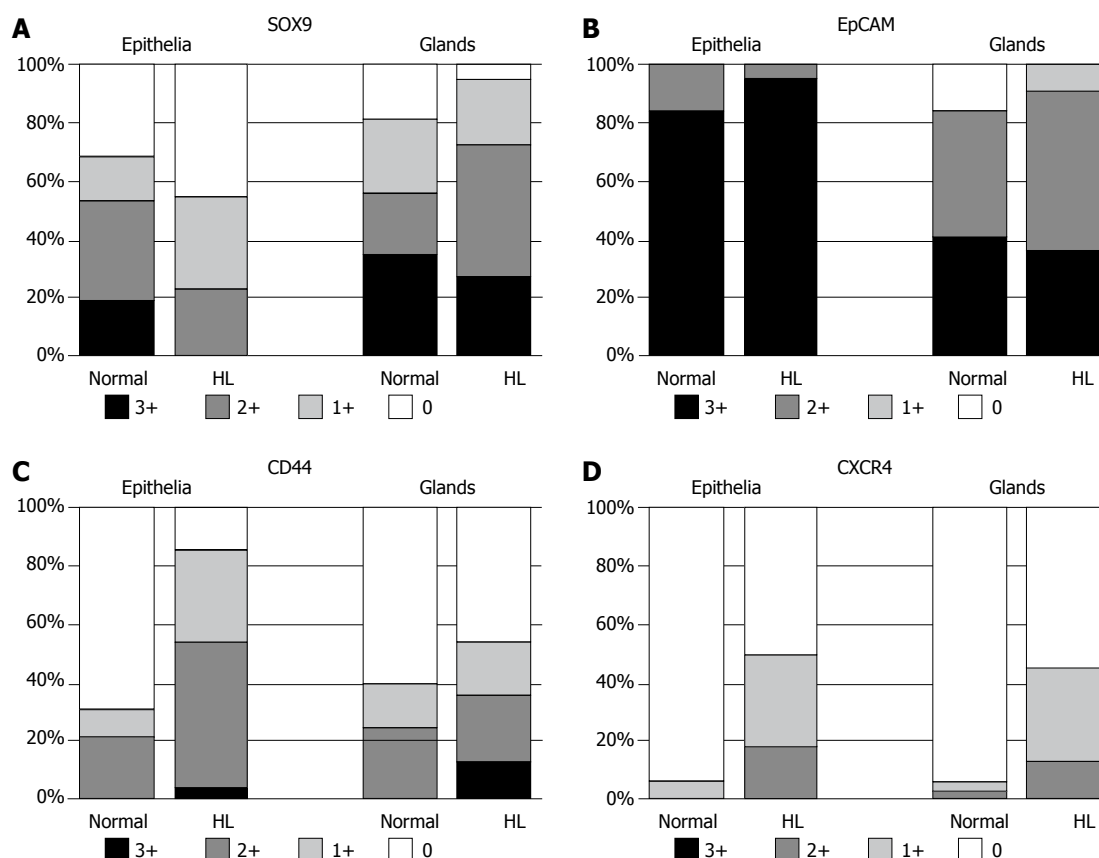 A
SOX9
Epithelia
Glands
100%
80%
60%
40%
20%
0%
Normal
HL
Normal
HL
3+
2+
1+
0
B
EpCAM
Epithelia
Glands
100%
80%
60%
40%
20%
0%
Normal
HL
Normal
HL
3+
2+
1+
0
C
CD44
Epithelia
Glands
100%
80%
60%
40%
20%
0%
Normal
HL
Normal
HL
3+
2+
1+
0
D
CXCR4
Epithelia
Glands
100%
80%
60%
40%
20%
0%
Normal
HL
Normal
HL
3+
2+
1+
0